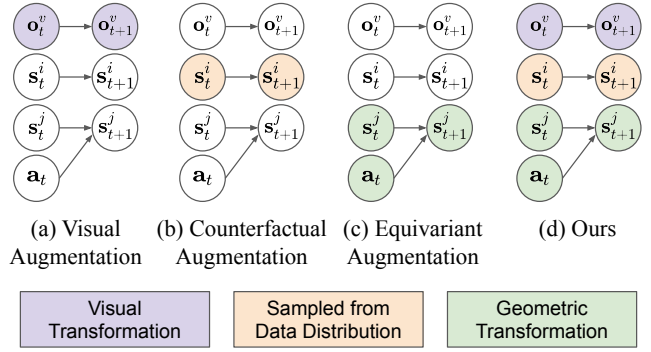 o_t^v o_{t+1}^v o_t^v o_{t+1}^v o_t^v o_{t+1}^v o_t^v o_{t+1}^v
s_t^i s_{t+1}^i s_t^i s_{t+1}^i s_t^i s_{t+1}^i s_t^i s_{t+1}^i
s_t^j s_{t+1}^j s_t^j s_{t+1}^j s_t^j s_{t+1}^j s_t^j s_{t+1}^j
a_t a_t a_t a_t
(a) Visual
Augmentation
(b) Counterfactual
Augmentation
(c) Equivariant
Augmentation
(d) Ours
Visual
Transformation
Sampled from
Data Distribution
Geometric
Transformation